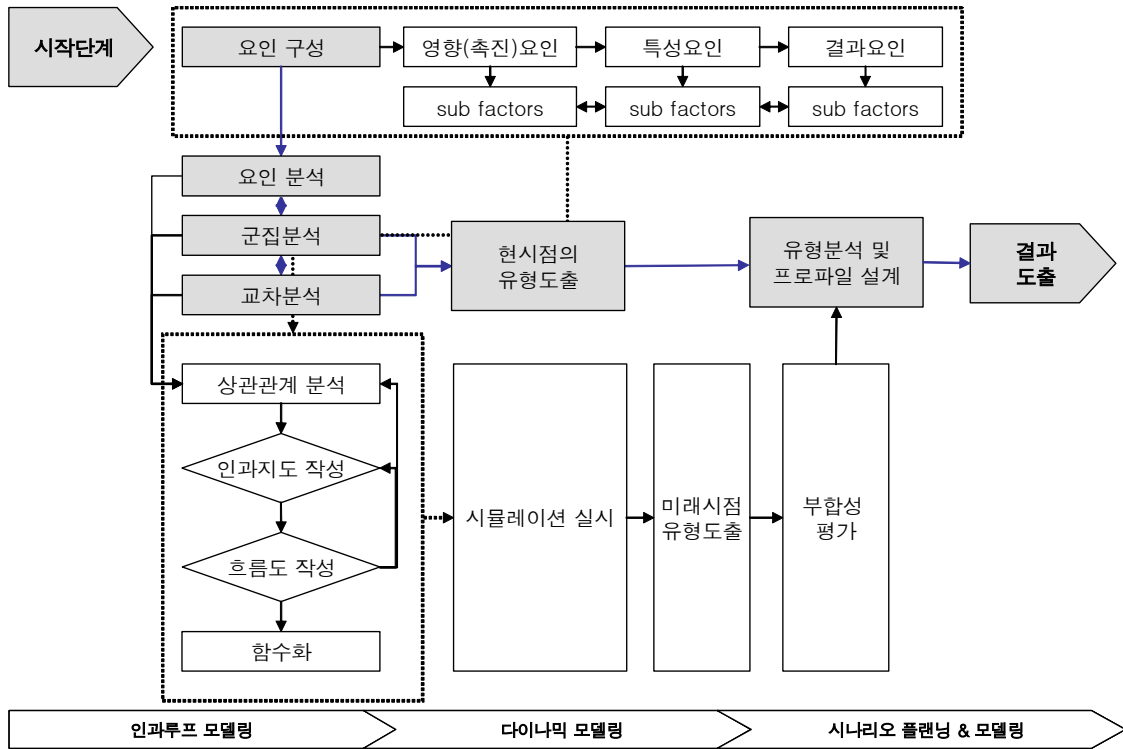 시작단계
요인 구성
영향(촉진)요인
특성요인
결과요인
sub factors
sub factors
sub factors
요인 분석
군집분석
교차분석
현시점의
유형도출
유형분석 및
프로파일 설계
결과
도출
상관관계 분석
인과지도 작성
흐름도 작성
함수화
시뮬레이션 실시
미래시점
유형도출
부합성
평가
인과루프 모델링
다이나믹 모델링
시나리오 플랜닝 & 모델링